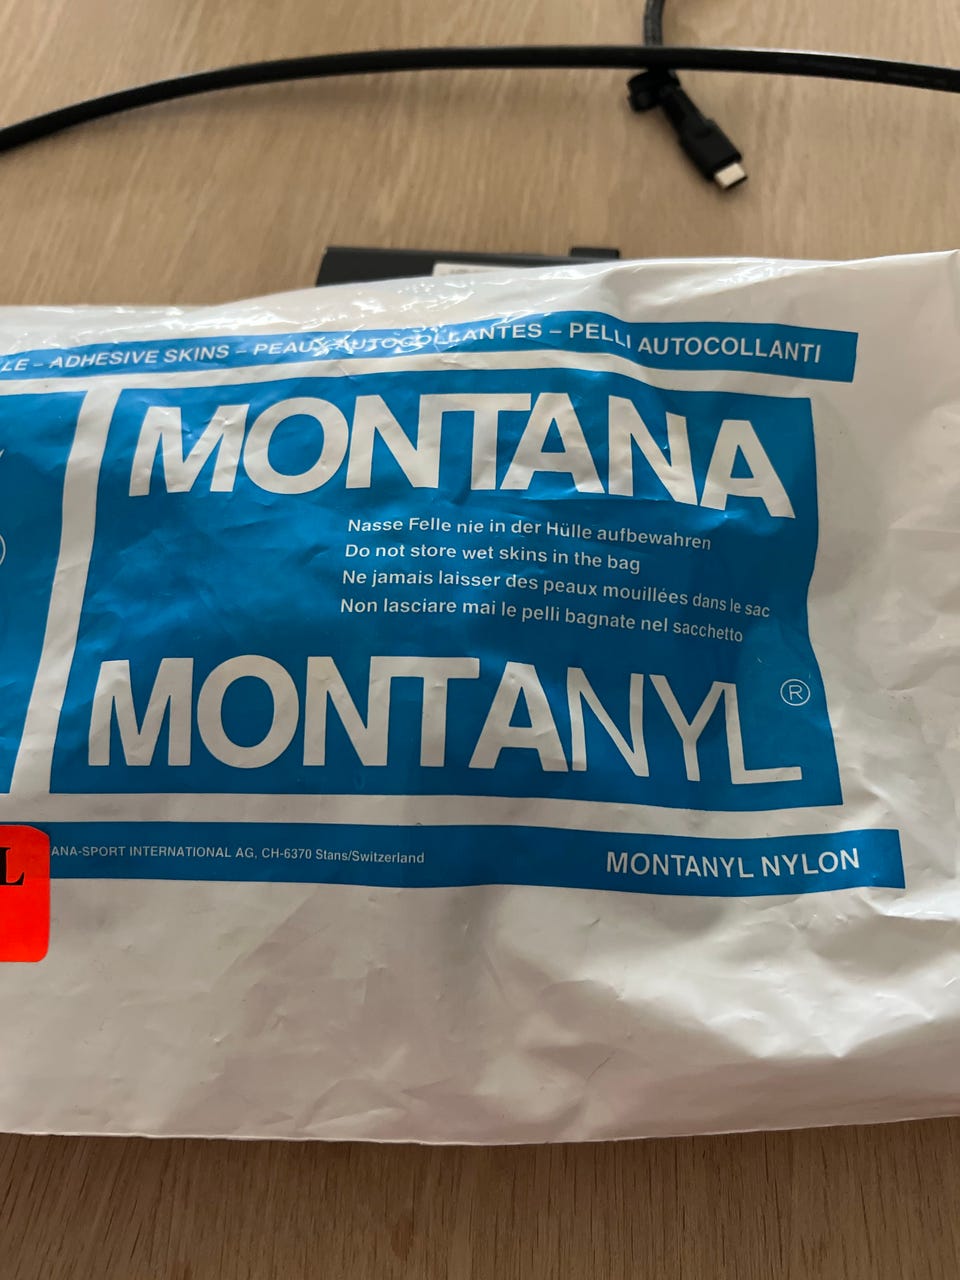 LE – ADHESIVE SKINS – PEAUX AUTOCOLLANTES – PELLI AUTOCOLLANTI
MONTANA
Nasse Felle nie in der Hülle aufbewahren
Do not store wet skins in the bag
Ne jamais laisser des peaux mouillées dans le sac
Non lasciare mai le pelli bagnate nel sacchetto
MONTANYL ®
ANA-SPORT INTERNATIONAL AG, CH-6370 Stans/Switzerland
MONTANYL NYLON
L